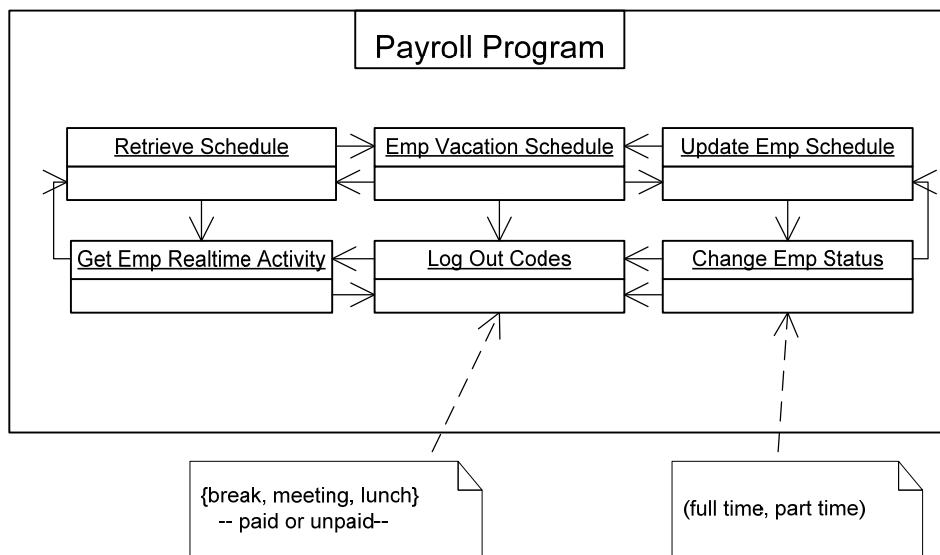 Payroll Program
Retrieve Schedule
Emp Vacation Schedule
Update Emp Schedule
Get Emp Realtime Activity
Log Out Codes
Change Emp Status
{break, meeting, lunch}
-- paid or unpaid--
(full time, part time)